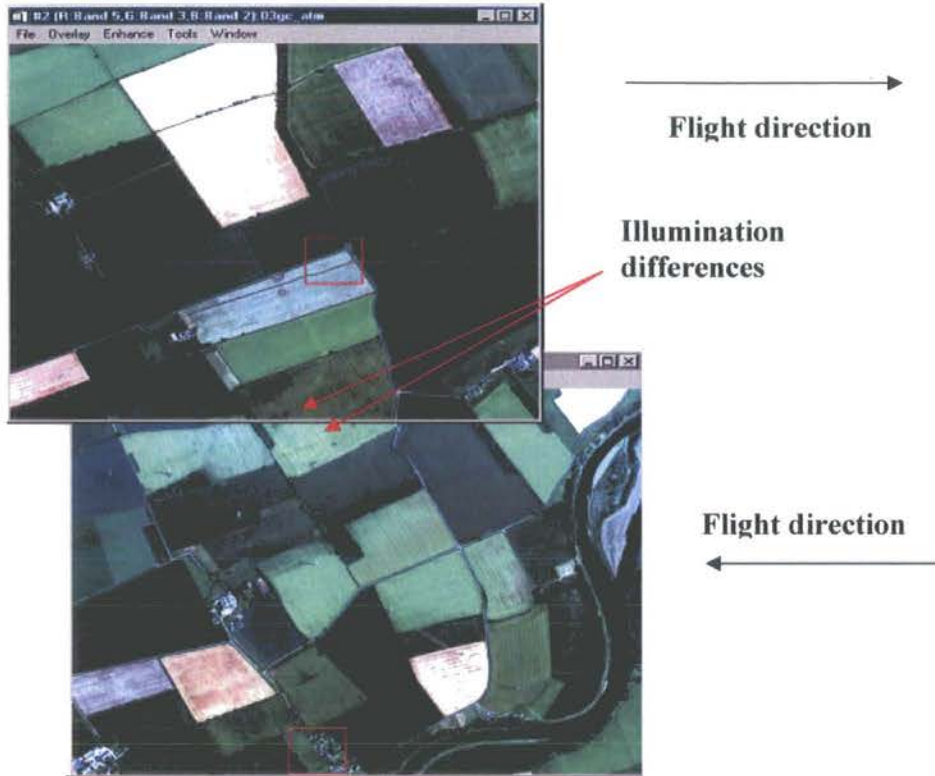 #2 (R:Band 5,G:Band 3,B:Band 2):03gc_atm
File Overlay Enhance Tools Window
Flight direction
Illumination
differences
Flight direction